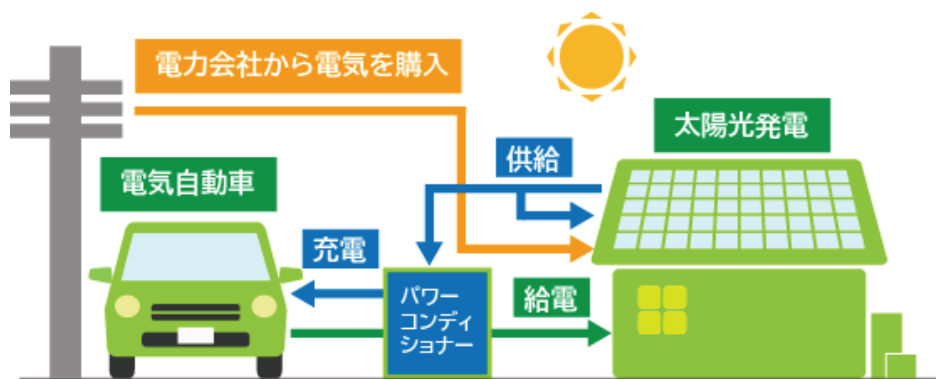 電力会社から電気を購入
太陽光発電
供給
電気自動車
充電
パワー
コンディ
ショナー
給電